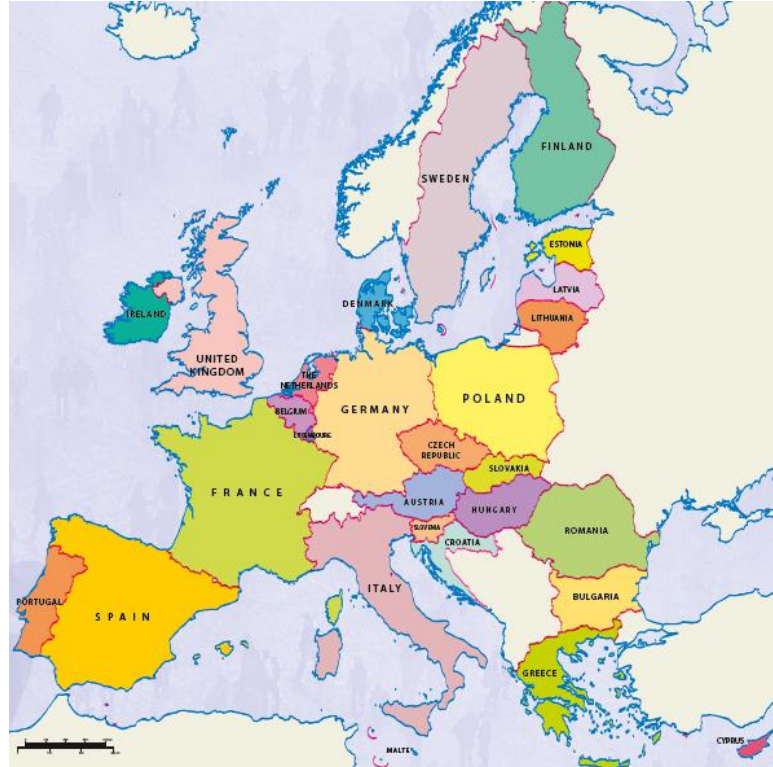 FINLAND
SWEDEN
ESTONIA
LATVIA
DENMARK
IRELAND
LITHUANIA
UNITED
KINGDOM
THE
NETHERLANDS
BELGIUM
GERMANY
POLAND
LUXEMBOURG
CZECH
REPUBLIC
SLOVAKIA
FRANCE
AUSTRIA
HUNGARY
SLOVENIA
CROATIA
ROMANIA
ITALY
BULGARIA
PORTUGAL
SPAIN
GREECE
CYPRUS
MALTE